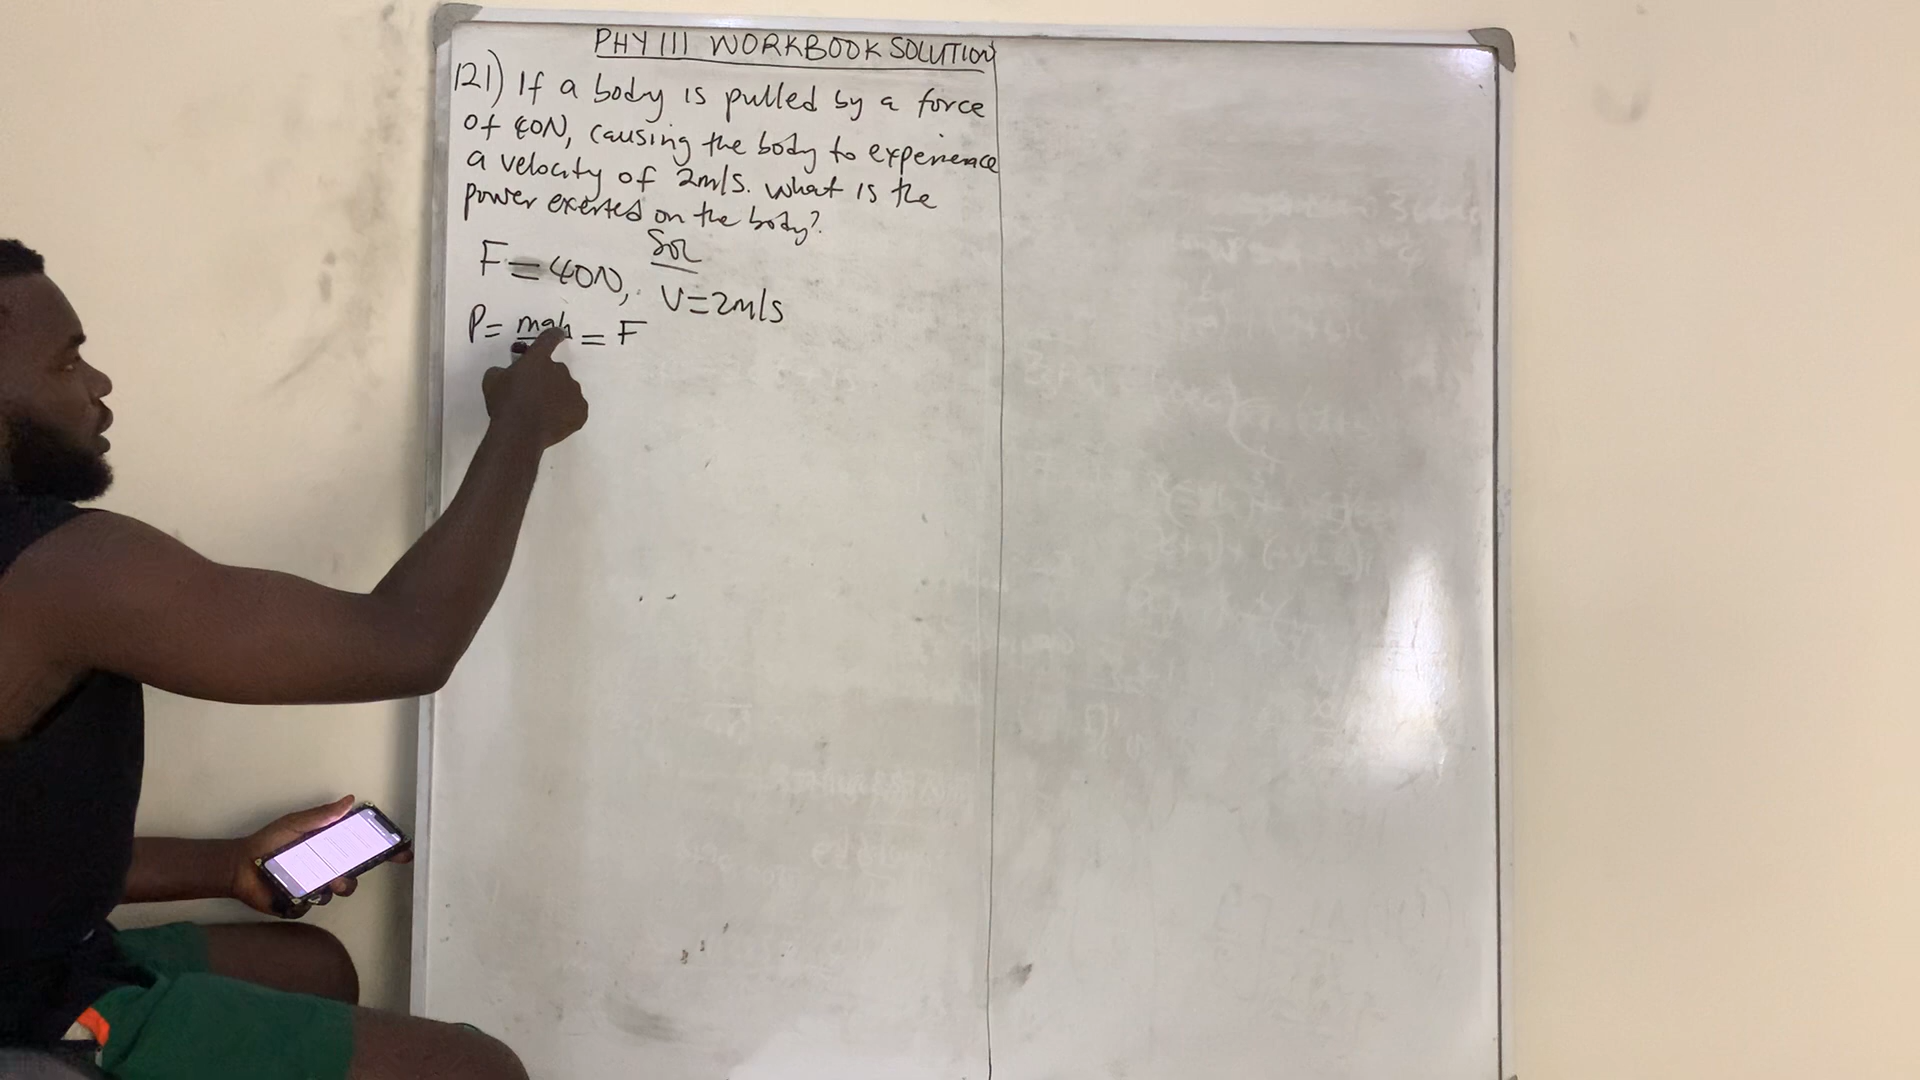 PHY 111 WORKBOOK SOLUTION
121) If a body is pulled by a force
of 40N, causing the body to experience
a velocity of 2m/s. What is the
power exerted on the body?
Sol
F = 40N, V = 2m/s
P = mgh = F